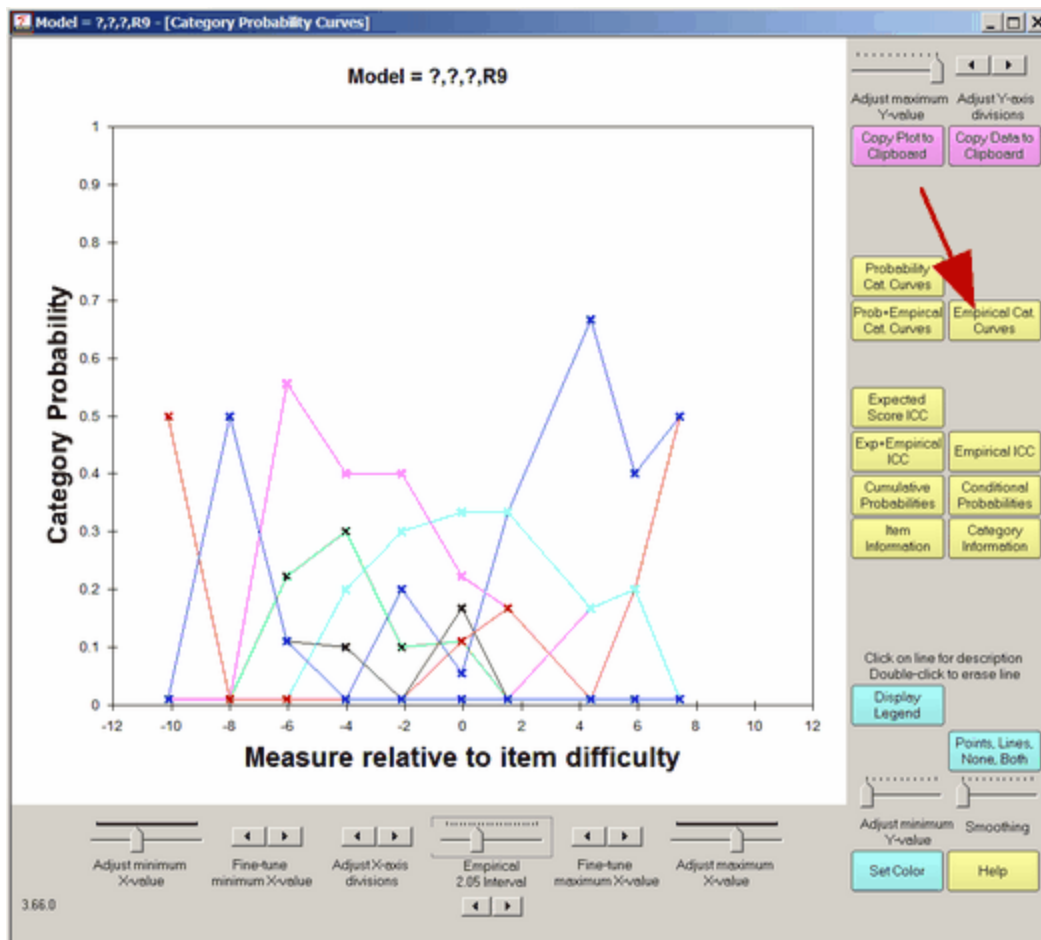 Model = ?,?,?,R9 - [Category Probability Curves]
Model = ?,?,?,R9
Category Probability
1
0.9
0.8
0.7
0.6
0.5
0.4
0.3
0.2
0.1
0
-12 -10 -8 -6 -4 -2 0 2 4 6 8 10 12
Measure relative to item difficulty
Adjust maximum
Y-value
Adjust Y-axis
divisions
Copy Plot to
Clipboard
Copy Data to
Clipboard
Probability
Cat. Curves
Prob+Empircal
Cat. Curves
Empirical Cat.
Curves
Expected
Score ICC
Exp+Empirical
ICC
Empirical ICC
Cumulative
Probabilities
Conditional
Probabilities
Item
Information
Category
Information
Click on line for description
Double-click to erase line
Display
Legend
Points, Lines,
None, Both
Adjust minimum
Y-value
Smoothing
Set Color
Help
Adjust minimum
X-value
Fine-tune
minimum X-value
Adjust X-axis
divisions
Empirical
2.05 Interval
Fine-tune
maximum X-value
Adjust maximum
X-value
3.66.0